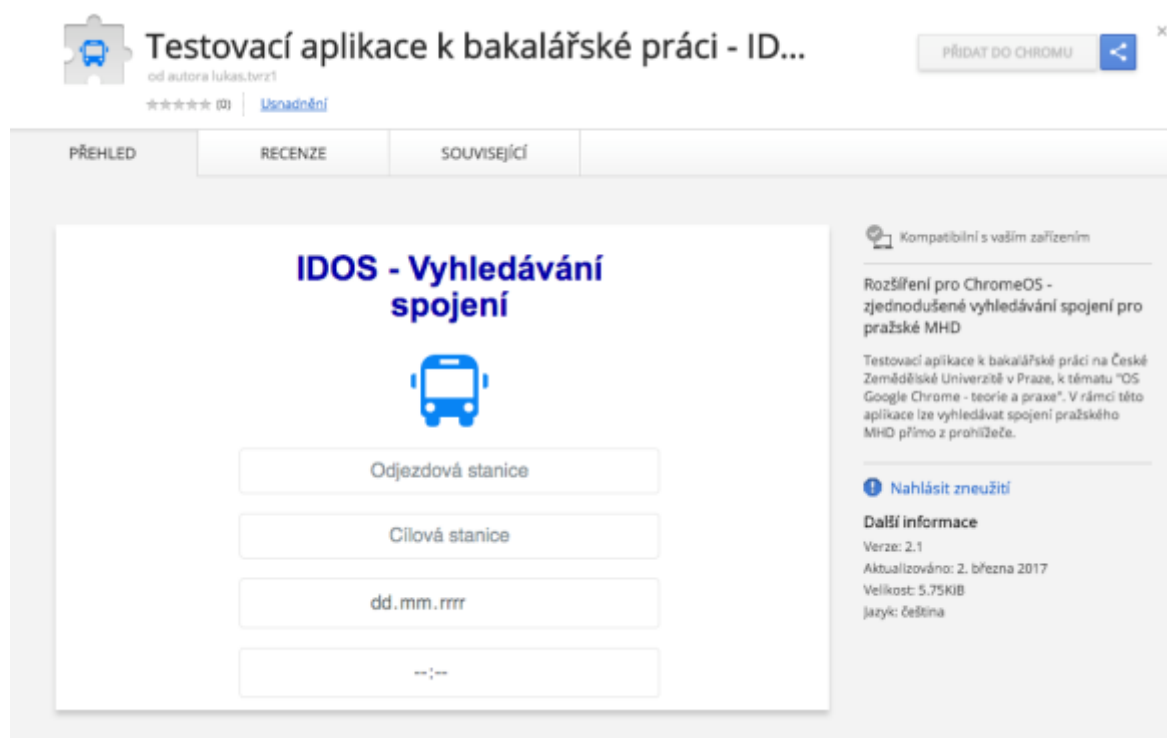 Testovací aplikace k bakalářské práci - ID...
od autora lukas.tvrz1
(0)
Usnadnění
PŘIDAT DO CHROMU
PŘEHLED
RECENZE
SOUVISEJÍCÍ
IDOS - Vyhledávání
spojení
Odjezdová stanice
Cílová stanice
dd.mm.rrrr
--:--
Kompatibilní s vaším zařízením
Rozšíření pro ChromeOS -
zjednodušené vyhledávání spojení pro
pražské MHD
Testovací aplikace k bakalářské práci na České
Zemědělské Univerzitě v Praze, k tématu "OS
Google Chrome - teorie a praxe". V rámci této
aplikace lze vyhledávat spojení pražského
MHD přímo z prohlížeče.
Nahlásit zneužití
Další informace
Verze: 2.1
Aktualizováno: 2. března 2017
Velikost: 5.75KiB
Jazyk: čeština